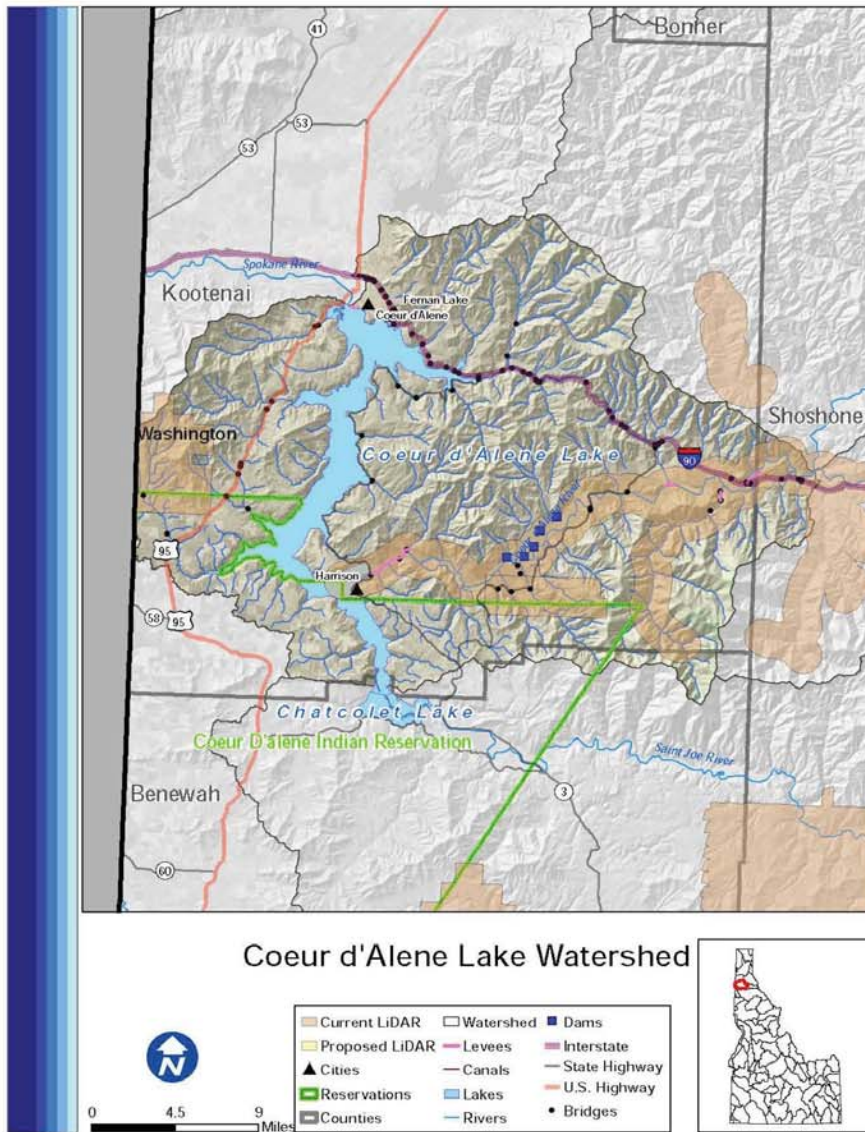 Bonner
41
53
53
Spokane River
Kootenai
Fernan Lake
Coeur d'Alene
Shoshone
Washington
Coeur d'Alene Lake
90
River
95
Harrison
58
95
Chatcolet Lake
Coeur D'alene Indian Reservation
Saint Joe River
Benewah
3
60
Coeur d'Alene Lake Watershed
N
0 4.5 9
Miles
Current LiDAR
Proposed LiDAR
Cities
Reservations
Counties
Watershed
Levees
Canals
Lakes
Rivers
Dams
Interstate
State Highway
U.S. Highway
Bridges